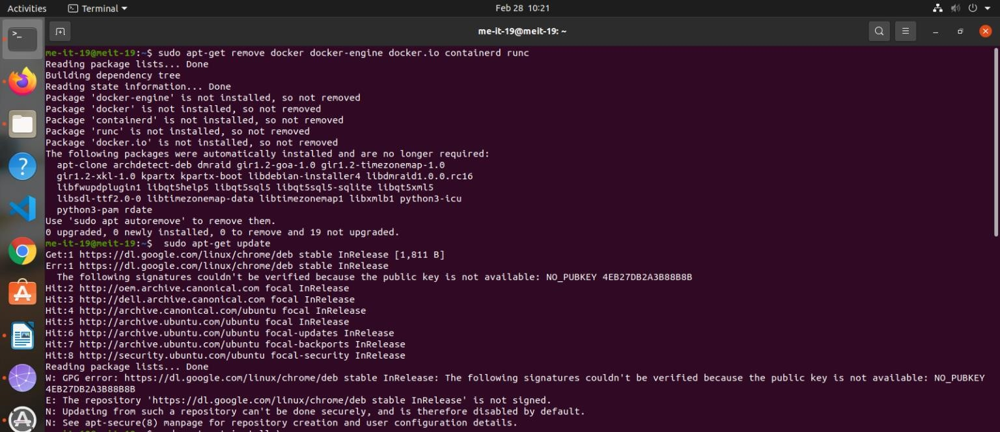 Activities
Terminal
Feb 28 10:21
me-it-19@meit-19: ~
me-it-19@meit-19:~$ sudo apt-get remove docker docker-engine docker.io containerd runc
Reading package lists... Done
Building dependency tree
Reading state information... Done
Package 'docker-engine' is not installed, so not removed
Package 'docker' is not installed, so not removed
Package 'containerd' is not installed, so not removed
Package 'runc' is not installed, so not removed
Package 'docker.io' is not installed, so not removed
The following packages were automatically installed and are no longer required:
  apt-clone archdetect-deb dmraid gir1.2-goa-1.0 gir1.2-timezonemap-1.0
  gir1.2-xkl-1.0 kpartx kpartx-boot libdebian-installer4 libdmraid1.0.0.rc16
  libfwupdplugin1 libqt5help5 libqt5sql5 libqt5sql5-sqlite libqt5xml5
  libsdl-ttf2.0-0 libtimezonemap-data libtimezonemap1 libxmlb1 python3-icu
  python3-pam rdate
Use 'sudo apt autoremove' to remove them.
0 upgraded, 0 newly installed, 0 to remove and 19 not upgraded.
me-it-19@meit-19:~$  sudo apt-get update
Get:1 https://dl.google.com/linux/chrome/deb stable InRelease [1,811 B]
Err:1 https://dl.google.com/linux/chrome/deb stable InRelease
  The following signatures couldn't be verified because the public key is not available: NO_PUBKEY 4EB27DB2A3B88B8B
Hit:2 http://oem.archive.canonical.com focal InRelease
Hit:3 http://dell.archive.canonical.com focal InRelease
Hit:4 http://archive.canonical.com/ubuntu focal InRelease
Hit:5 http://archive.ubuntu.com/ubuntu focal InRelease
Hit:6 http://archive.ubuntu.com/ubuntu focal-updates InRelease
Hit:7 http://archive.ubuntu.com/ubuntu focal-backports InRelease
Hit:8 http://security.ubuntu.com/ubuntu focal-security InRelease
Reading package lists... Done
W: GPG error: https://dl.google.com/linux/chrome/deb stable InRelease: The following signatures couldn't be verified because the public key is not available: NO_PUBKEY
4EB27DB2A3B88B8B
E: The repository 'https://dl.google.com/linux/chrome/deb stable InRelease' is not signed.
N: Updating from such a repository can't be done securely, and is therefore disabled by default.
N: See apt-secure(8) manpage for repository creation and user configuration details.